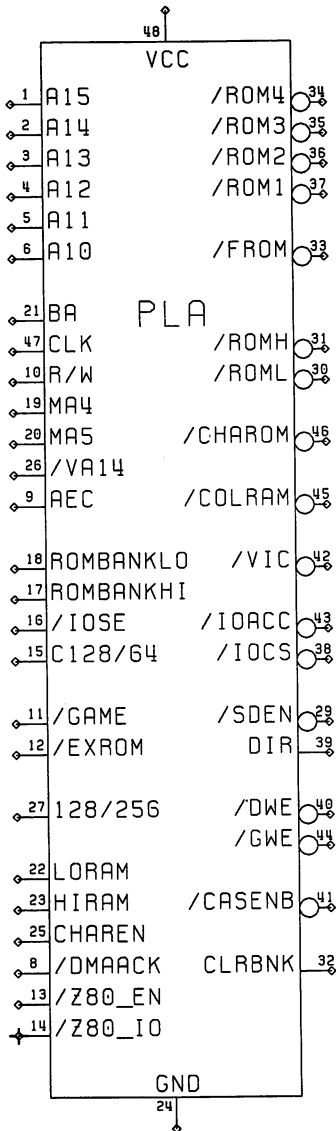 48
VCC
1 A15 /ROM4 34
2 A14 /ROM3 35
3 A13 /ROM2 36
4 A12 /ROM1 37
5 A11
6 A10 /FROM 33
PLA
21 BA
47 CLK /ROMH 31
10 R/W /ROML 30
19 MA4
20 MA5 /CHAROM 46
26 /VA14
9 AEC /COLRAM 45
18 ROMBANKLO /VIC 42
17 ROMBANKHI
16 /IOSE /IOACC 43
15 C128/64 /IOCS 38
11 /GAME /SDEN 29
12 /EXROM DIR 39
27 128/256 /DWE 40
/GWE 44
22 LORAM
23 HIRAM /CASENB 41
25 CHAREN
8 /DMAACK CLRBNK 32
13 /Z80_EN
14 /Z80_IO
GND
24